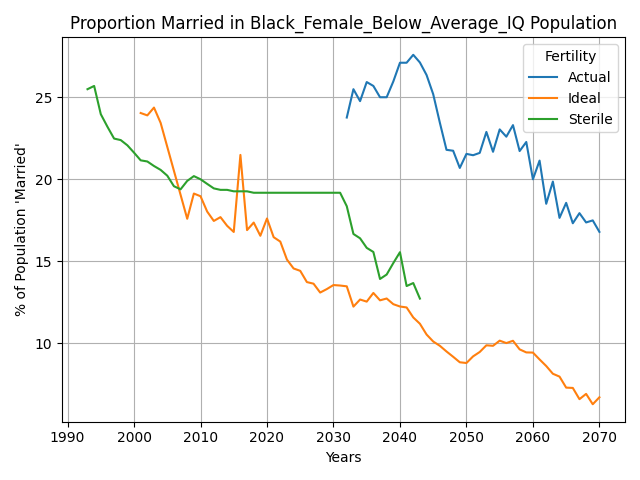 Proportion Married in Black_Female_Below_Average_IQ Population
% of Population 'Married'
25
20
15
10
Fertility
Actual
Ideal
Sterile
1990 2000 2010 2020 2030 2040 2050 2060 2070
Years